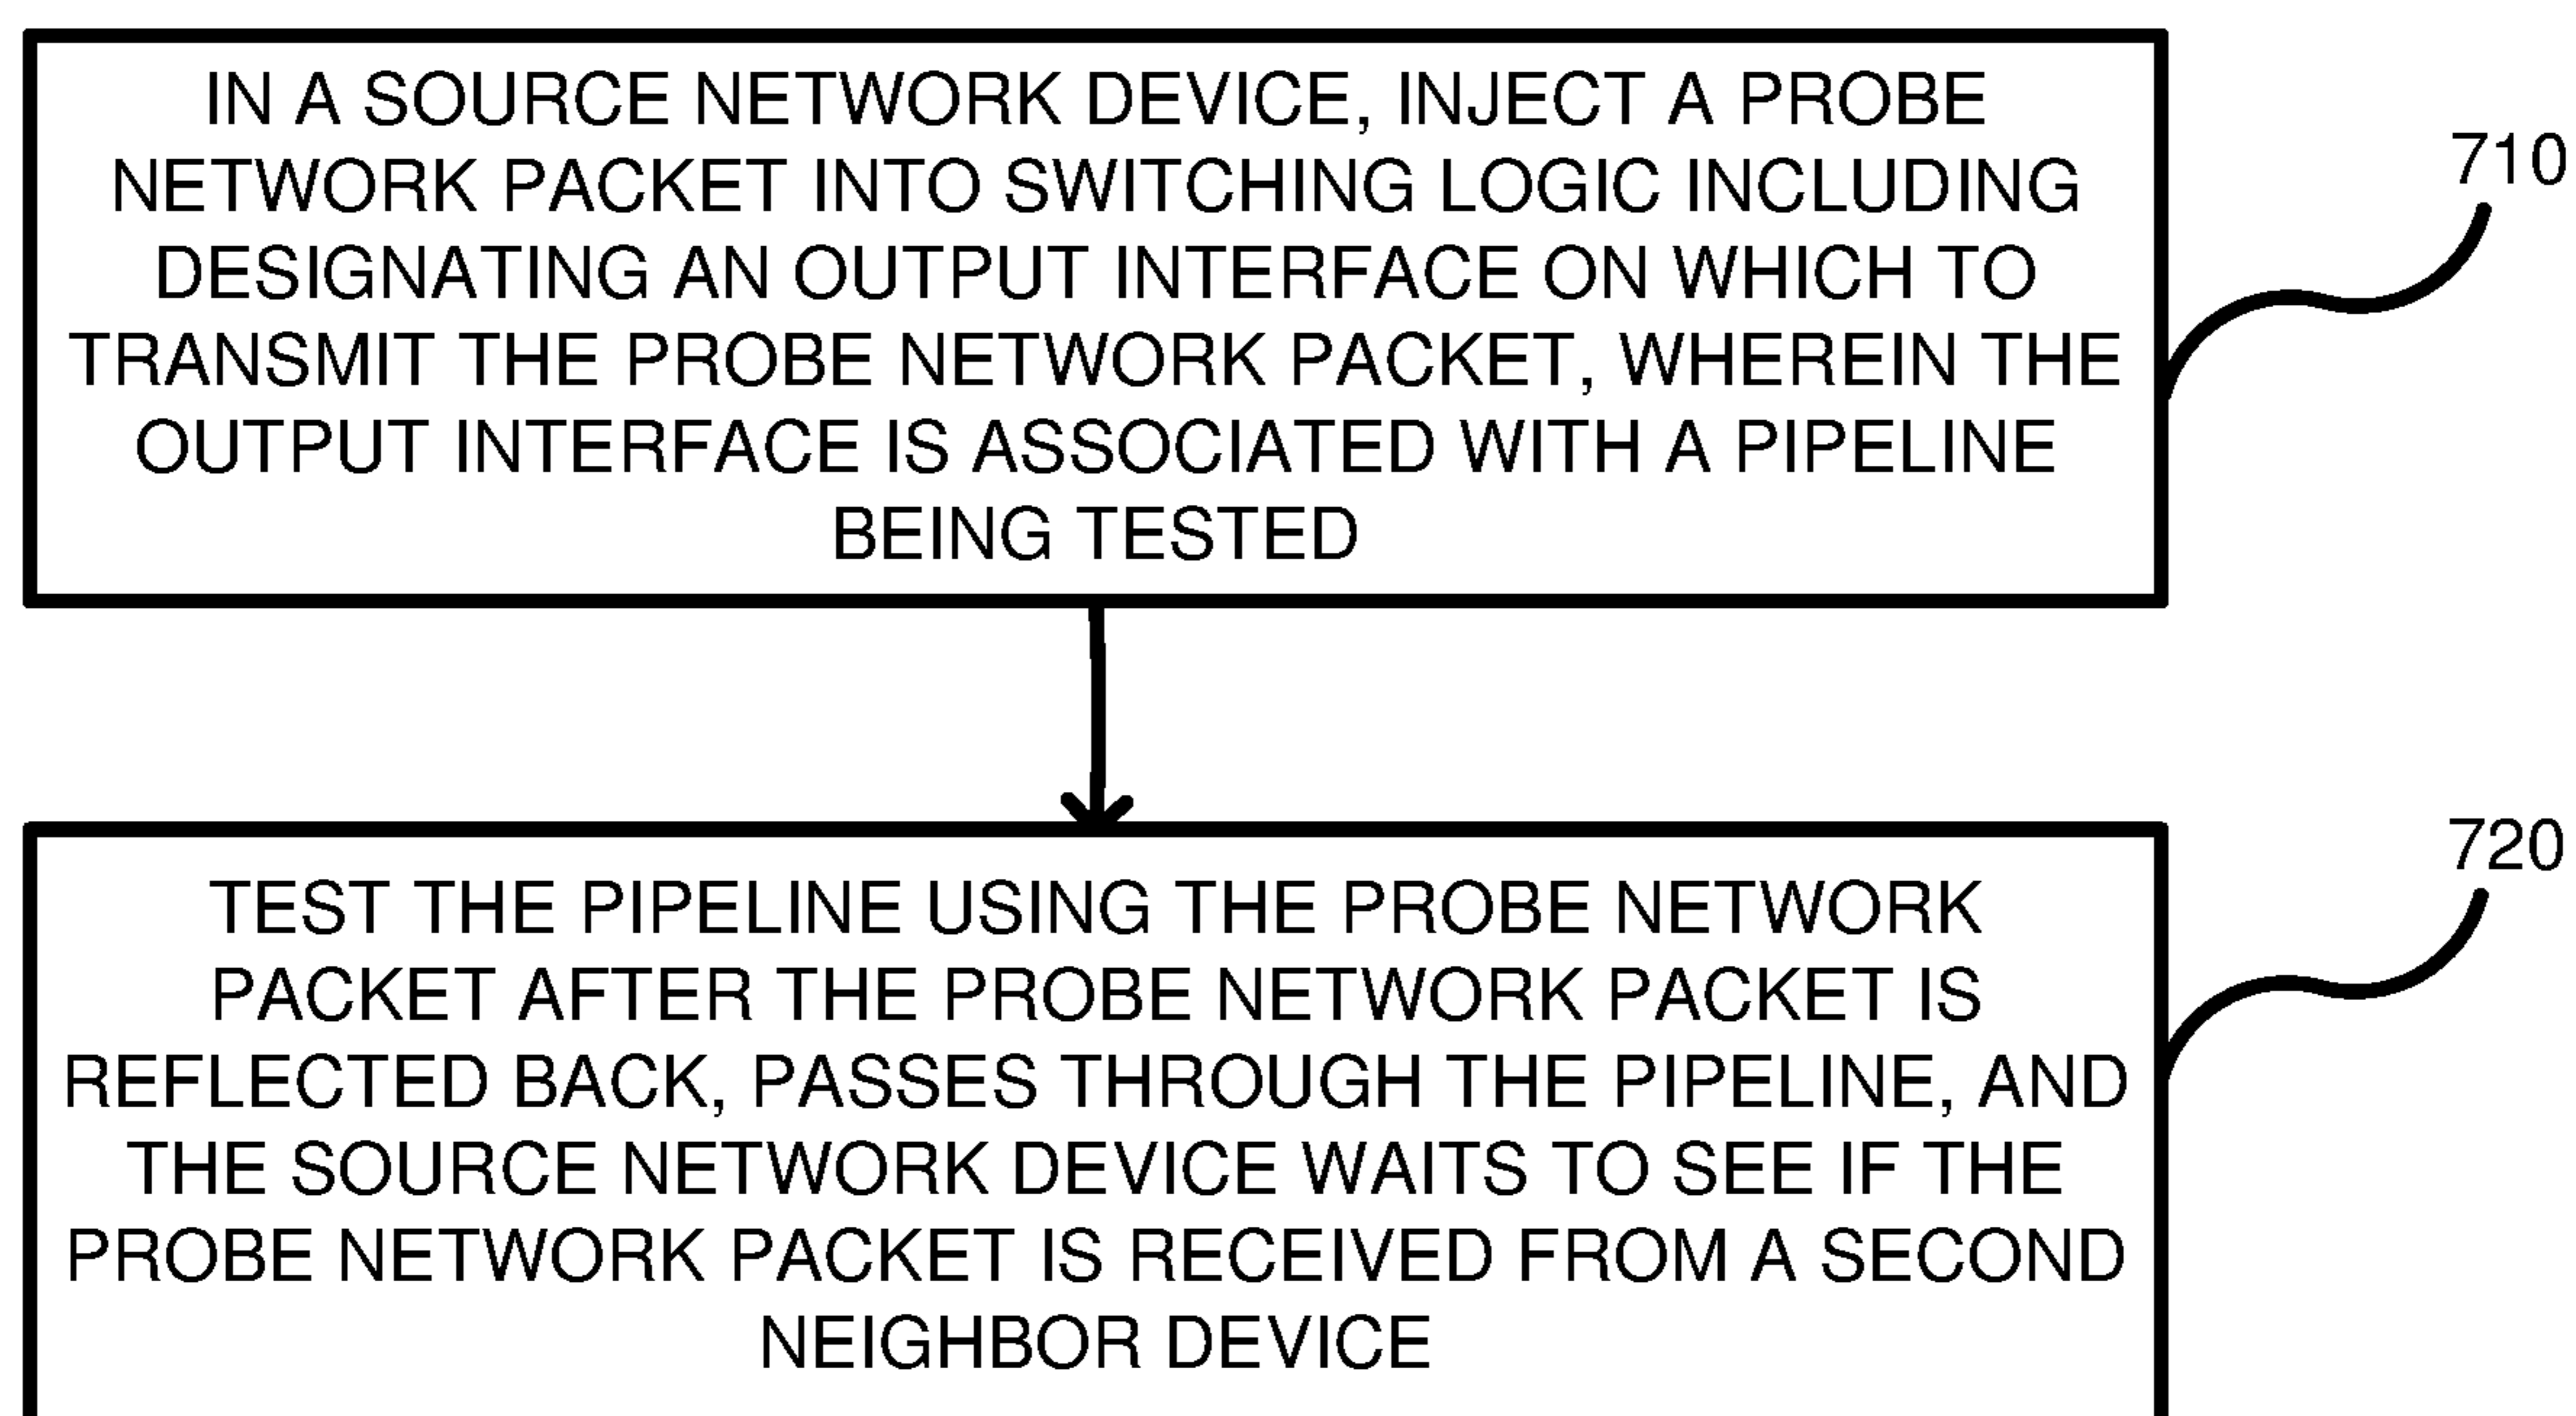 IN A SOURCE NETWORK DEVICE, INJECT A PROBE
NETWORK PACKET INTO SWITCHING LOGIC INCLUDING
DESIGNATING AN OUTPUT INTERFACE ON WHICH TO
TRANSMIT THE PROBE NETWORK PACKET, WHEREIN THE
OUTPUT INTERFACE IS ASSOCIATED WITH A PIPELINE
BEING TESTED
710
TEST THE PIPELINE USING THE PROBE NETWORK
PACKET AFTER THE PROBE NETWORK PACKET IS
REFLECTED BACK, PASSES THROUGH THE PIPELINE, AND
THE SOURCE NETWORK DEVICE WAITS TO SEE IF THE
PROBE NETWORK PACKET IS RECEIVED FROM A SECOND
NEIGHBOR DEVICE
720